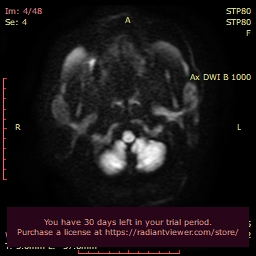 Im: 4/48
Se: 4
A
STP80
STP80
F
Ax DWI B 1000
R
L
You have 30 days left in your trial period.
Purchase a license at https://radiantviewer.com/store/